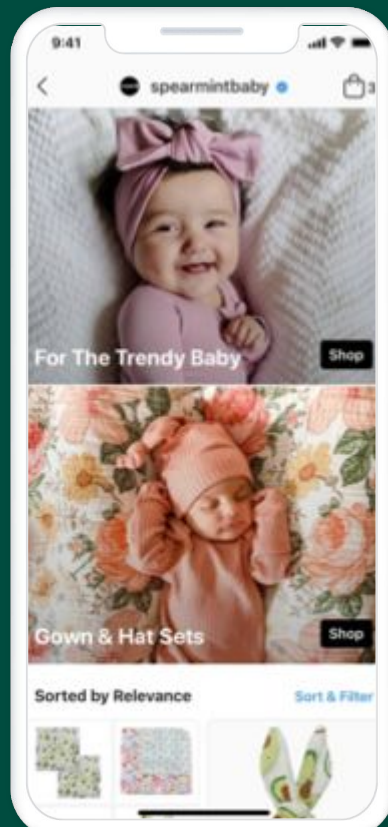 9:41
spearmintbaby
3
For The Trendy Baby
Shop
Gown & Hat Sets
Shop
Sorted by Relevance
Sort & Filter